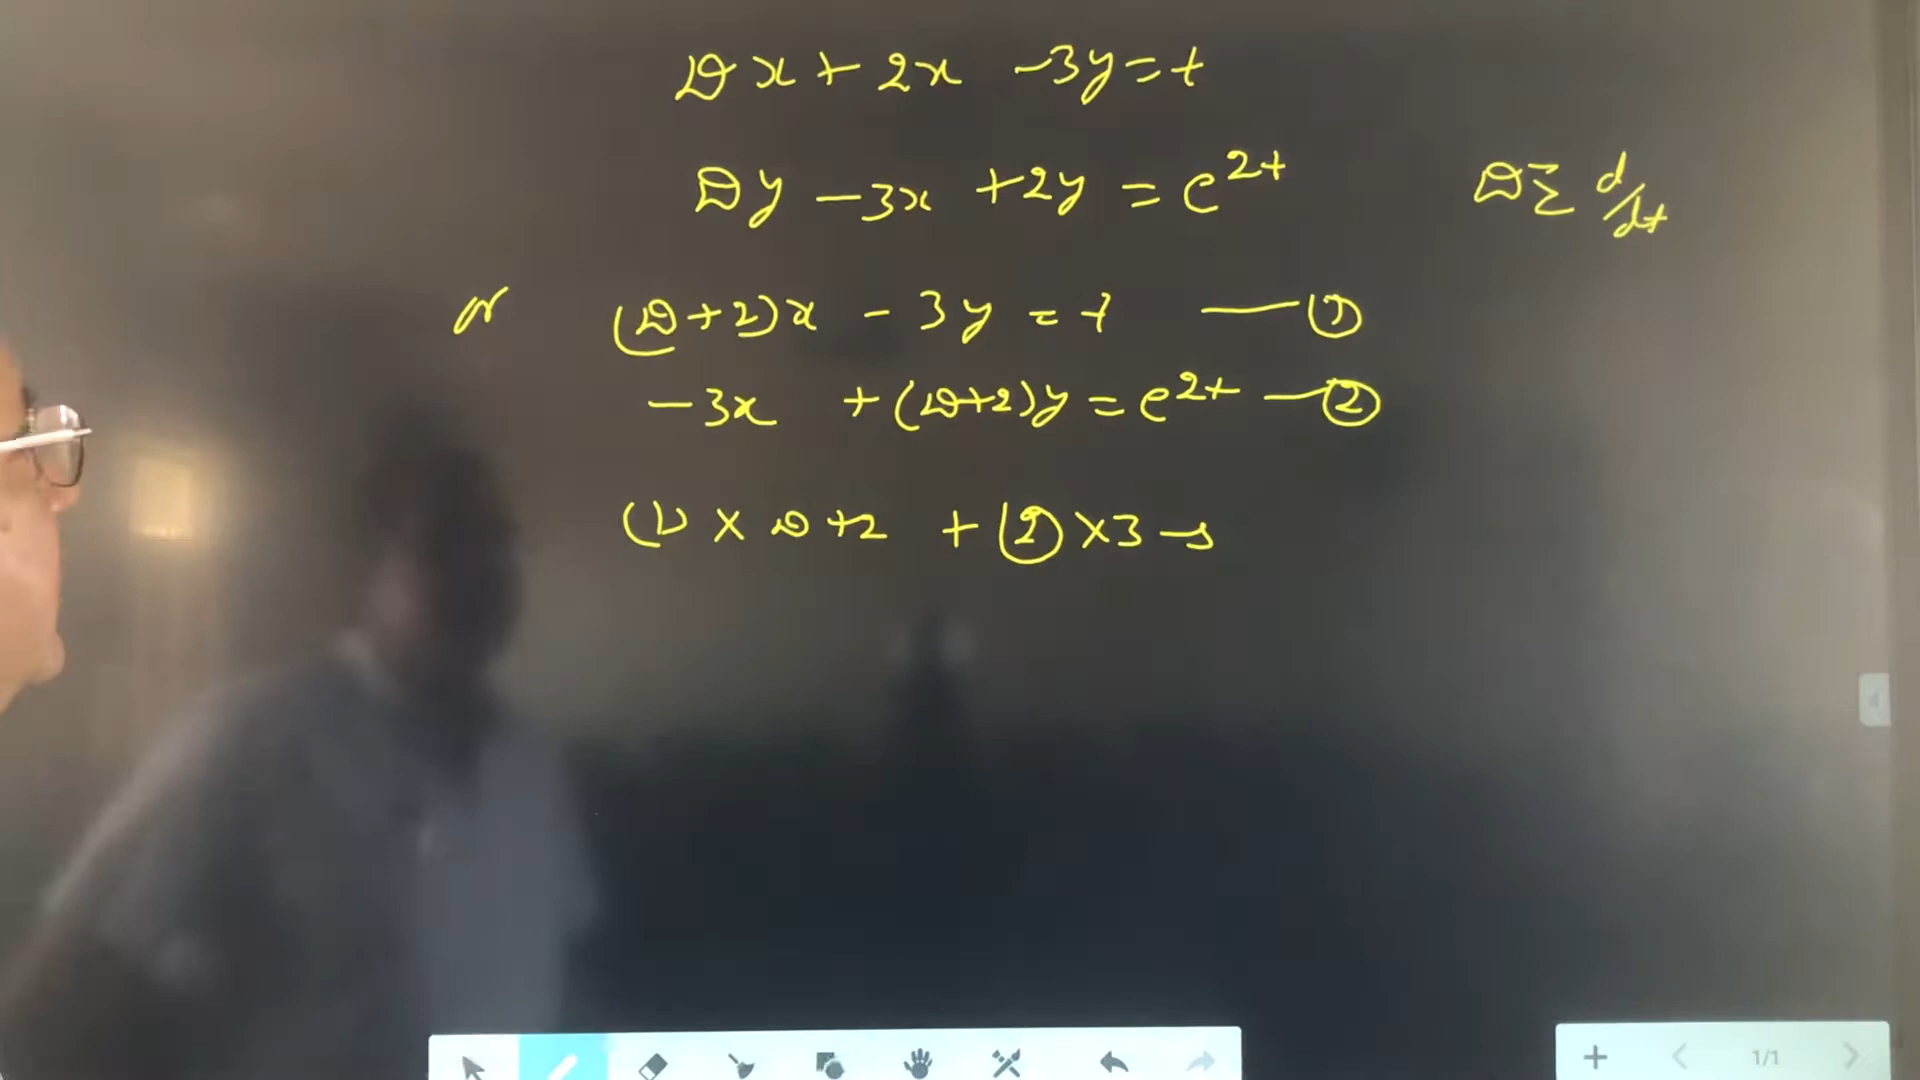 Dx + 2x - 3y = t
Dy - 3x + 2y = e^2t
D ≡ d/dt
or (D+2)x - 3y = t — (1)
-3x + (D+2)y = e^2t — (2)
(1) × D+2 + (2) × 3 →
1/1